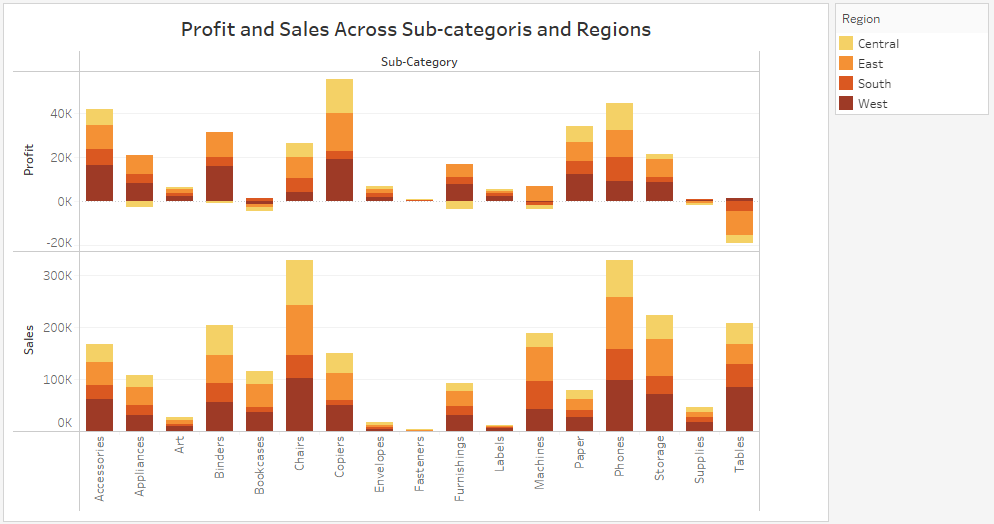 Profit and Sales Across Sub-categoris and Regions
Region
Central
East
South
West
Sub-Category
Profit
40K
20K
0K
-20K
Sales
300K
200K
100K
0K
Accessories
Appliances
Art
Binders
Bookcases
Chairs
Copiers
Envelopes
Fasteners
Furnishings
Labels
Machines
Paper
Phones
Storage
Supplies
Tables